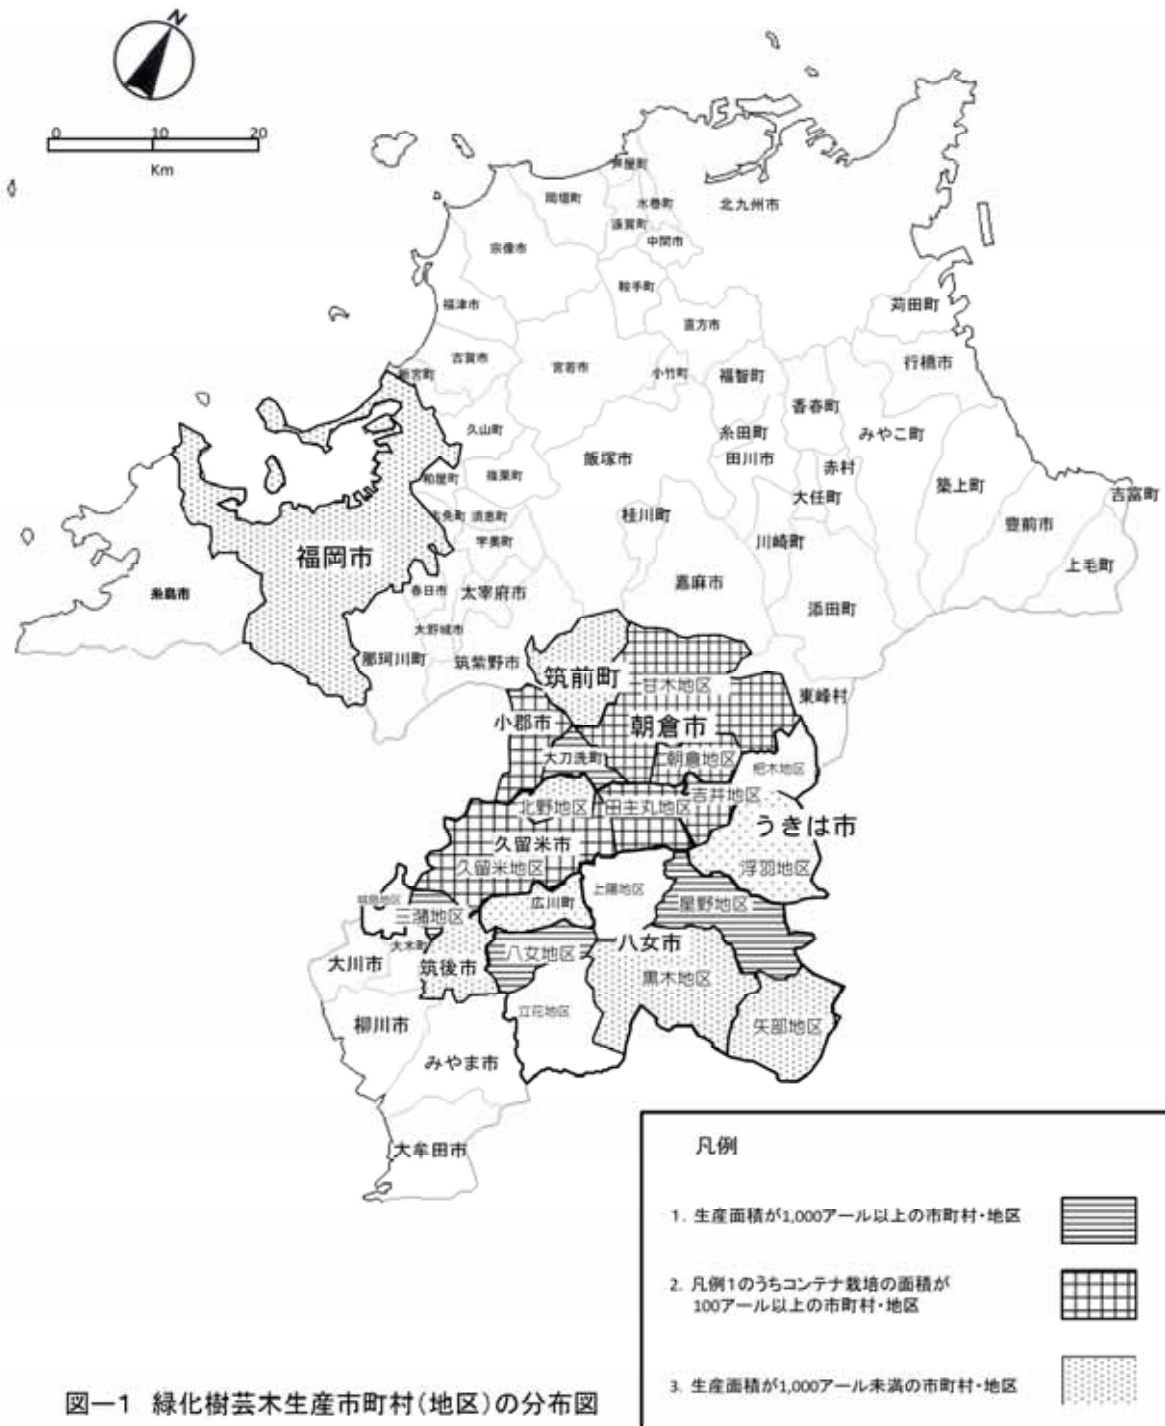 N
0 10 20
Km
芦屋町
岡垣町
水巻町
北九州市
遠賀町
中間市
宗像市
鞍手町
福津市
苅田町
直方市
古賀市
宮若市
小竹町
福智町
行橋市
新宮町
香春町
久山町
糸田町
みやこ町
飯塚市
田川市
赤村
粕屋町
篠栗町
大任町
築上町
吉富町
須恵町
桂川町
豊前市
宇美町
川崎町
福岡市
上毛町
糸島市
春日市
太宰府市
嘉麻市
添田町
大野城市
那珂川町
筑紫野市
筑前町
甘木地区
東峰村
小郡市
朝倉市
大刀洗町
朝倉地区
杷木地区
北野地区
田主丸地区
吉井地区
うきは市
久留米市
久留米地区
浮羽地区
上陽地区
城島地区
広川町
星野地区
三潴地区
大木町
八女市
八女地区
大川市
筑後市
黒木地区
立花地区
柳川市
矢部地区
みやま市
大牟田市
凡例
1. 生産面積が1,000アール以上の市町村・地区
2. 凡例1のうちコンテナ栽培の面積が
100アール以上の市町村・地区
3. 生産面積が1,000アール未満の市町村・地区
図ー1 緑化樹芸木生産市町村(地区)の分布図